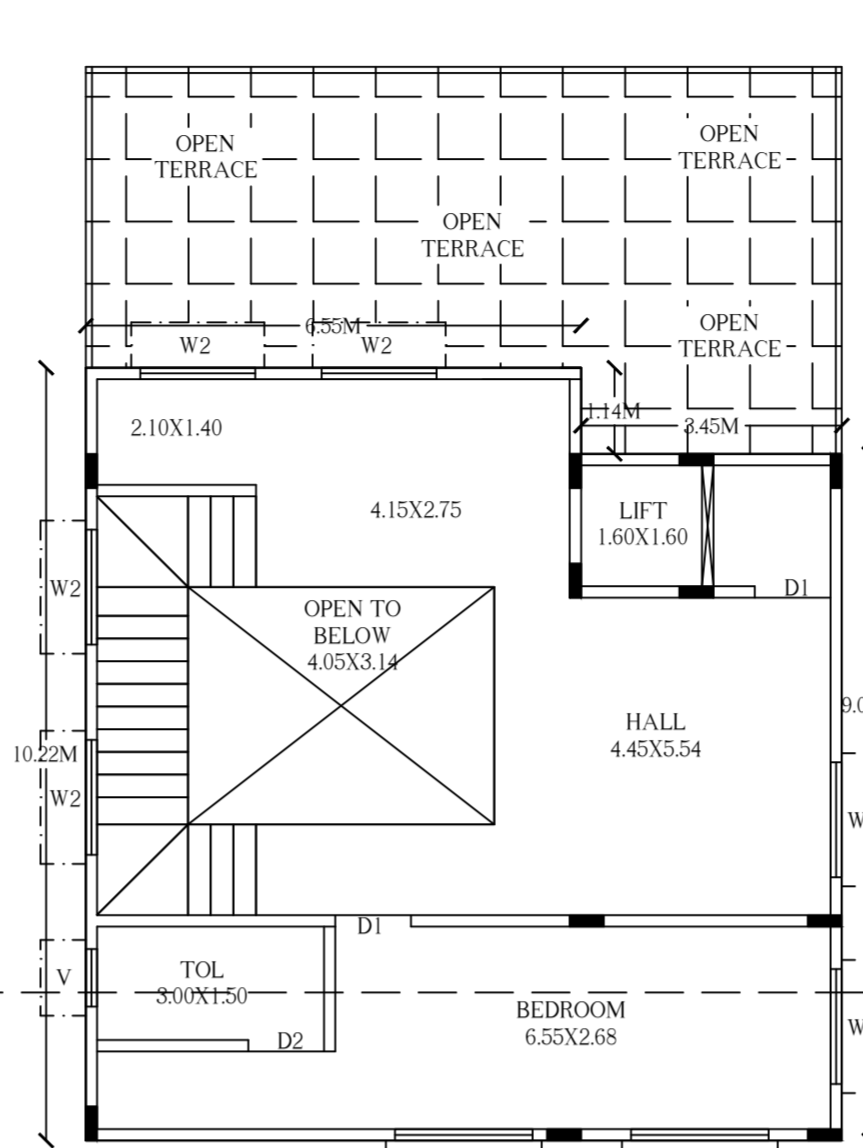 OPEN
TERRACE
OPEN
TERRACE
OPEN
TERRACE
OPEN
TERRACE
6.55M
W2
W2
1.14M
3.45M
2.10X1.40
4.15X2.75
LIFT
1.60X1.60
D1
W2
OPEN TO
BELOW
4.05X3.14
HALL
4.45X5.54
9.0
10.22M
W2
W
D1
V
TOL
3.00X1.50
D2
BEDROOM
6.55X2.68
W